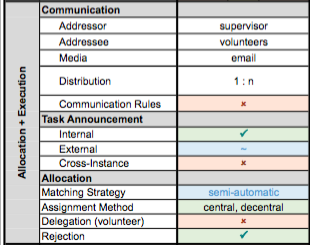 Allocation + Execution
Communication
Addressor supervisor
Addressee volunteers
Media email
Distribution 1 : n
Communication Rules ✗
Task Announcement
Internal ✓
External ~
Cross-Instance ✗
Allocation
Matching Strategy semi-automatic
Assignment Method central, decentral
Delegation (volunteer) ✗
Rejection ✓